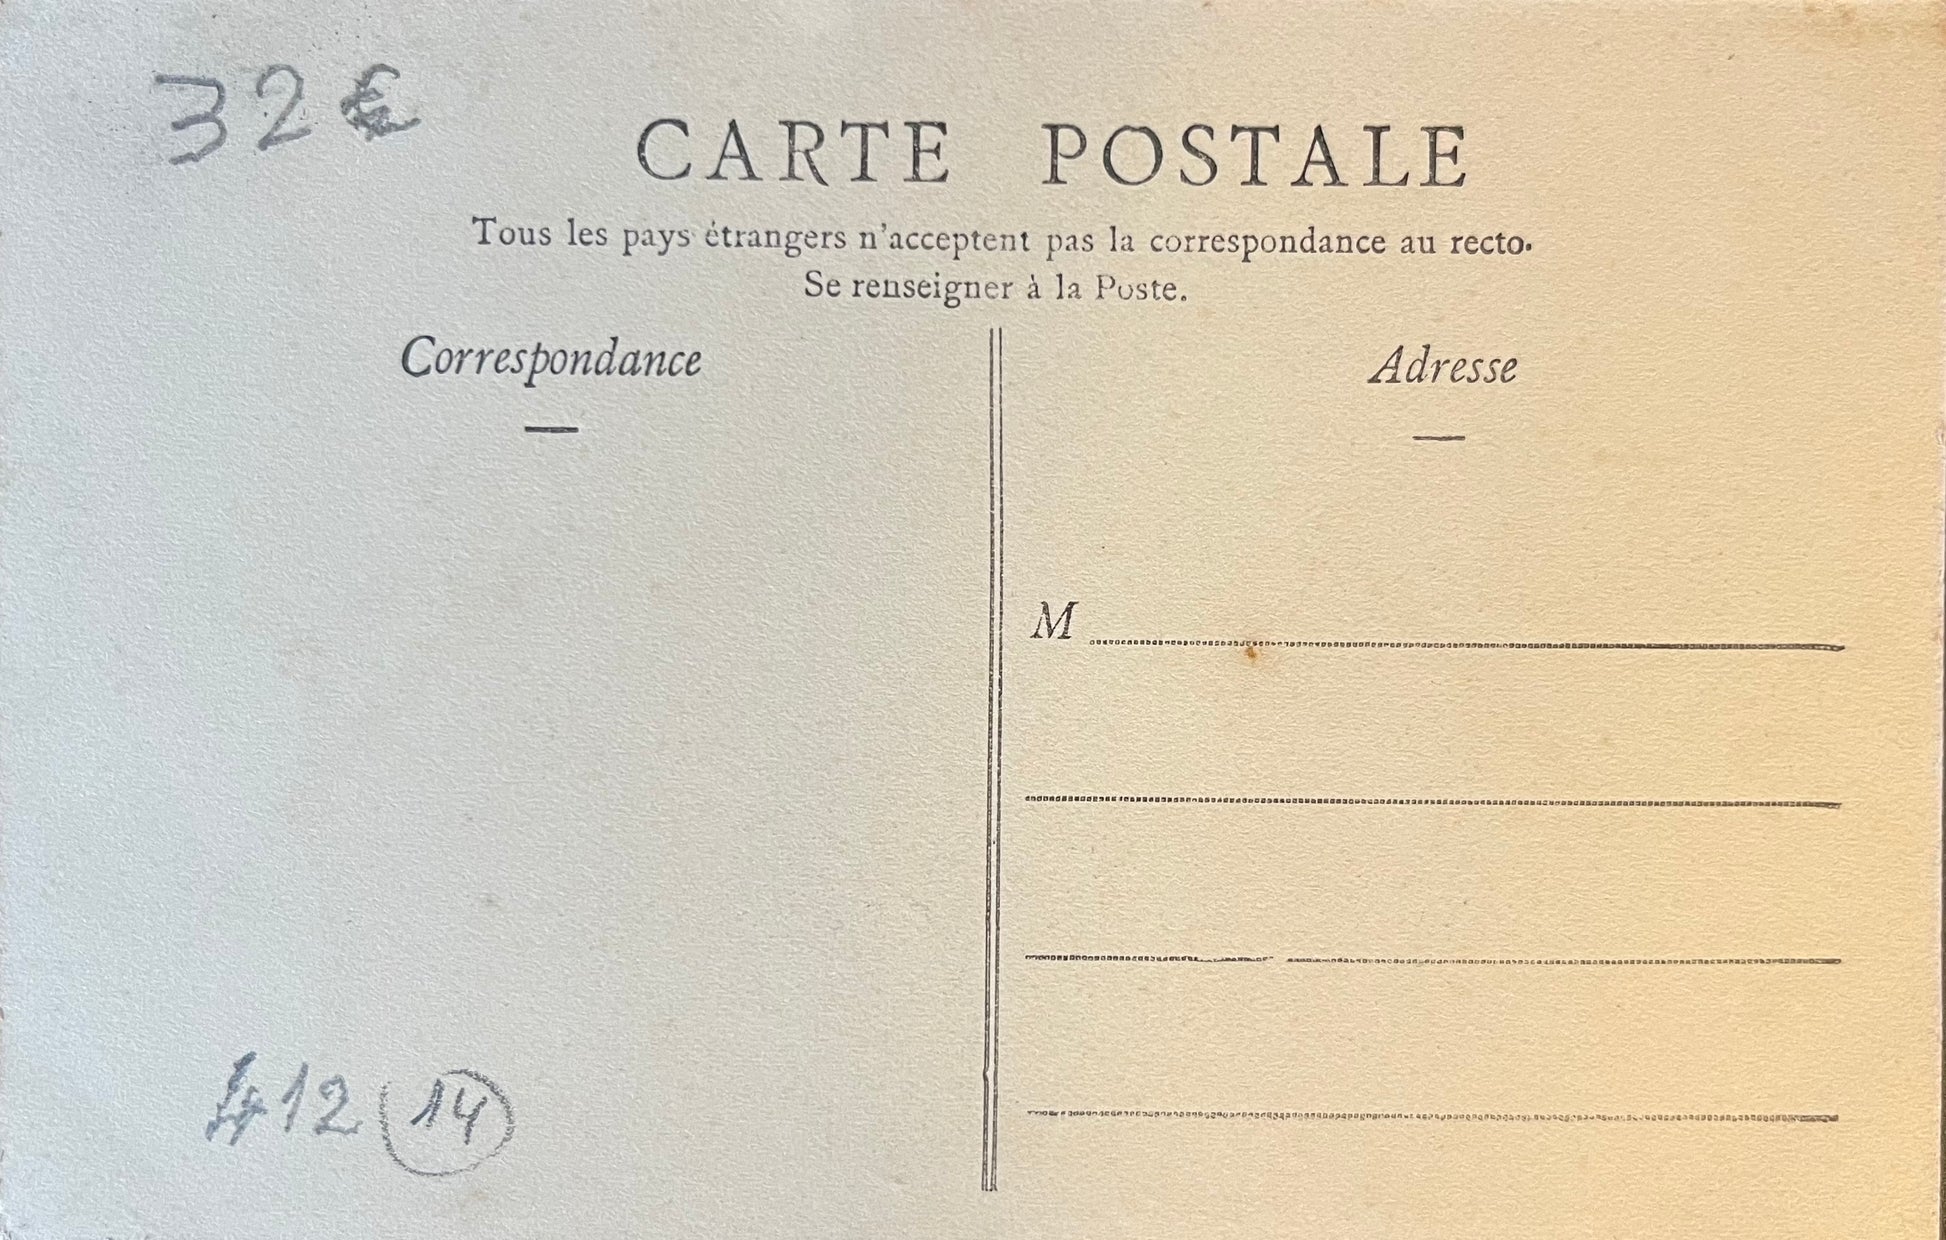 32 €
CARTE POSTALE
Tous les pays étrangers n'acceptent pas la correspondance au recto.
Se renseigner à la Poste.
Correspondance
Adresse
M
412 14